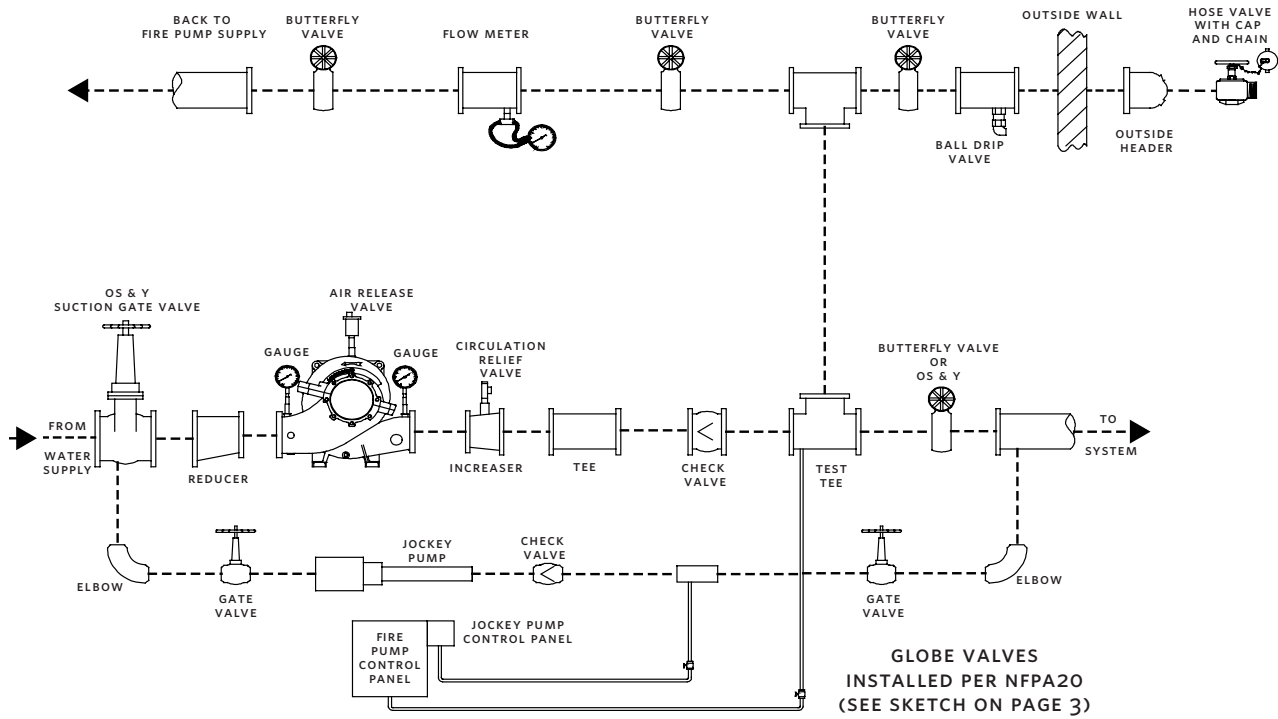 BACK TO
FIRE PUMP SUPPLY
BUTTERFLY
VALVE
FLOW METER
BUTTERFLY
VALVE
BUTTERFLY
VALVE
OUTSIDE WALL
HOSE VALVE
WITH CAP
AND CHAIN
BALL DRIP
VALVE
OUTSIDE
HEADER
OS & Y
SUCTION GATE VALVE
AIR RELEASE
VALVE
GAUGE
GAUGE
CIRCULATION
RELIEF
VALVE
BUTTERFLY VALVE
OR
OS & Y
FROM
WATER
SUPPLY
REDUCER
INCREASER
TEE
CHECK
VALVE
TEST
TEE
TO
SYSTEM
ELBOW
GATE
VALVE
JOCKEY
PUMP
CHECK
VALVE
GATE
VALVE
ELBOW
FIRE
PUMP
CONTROL
PANEL
JOCKEY PUMP
CONTROL PANEL
GLOBE VALVES
INSTALLED PER NFPA20
(SEE SKETCH ON PAGE 3)